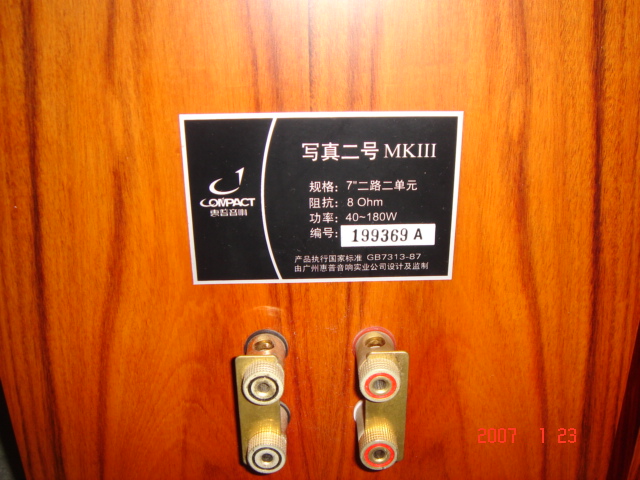 写真二号 MKIII
COMPACT
惠普音响
规格: 7"二路二单元
阻抗: 8 Ohm
功率: 40~180W
编号: 199369 A
产品执行国家标准 GB7313-87
由广州惠普音响实业公司设计及监制
2007 1 23